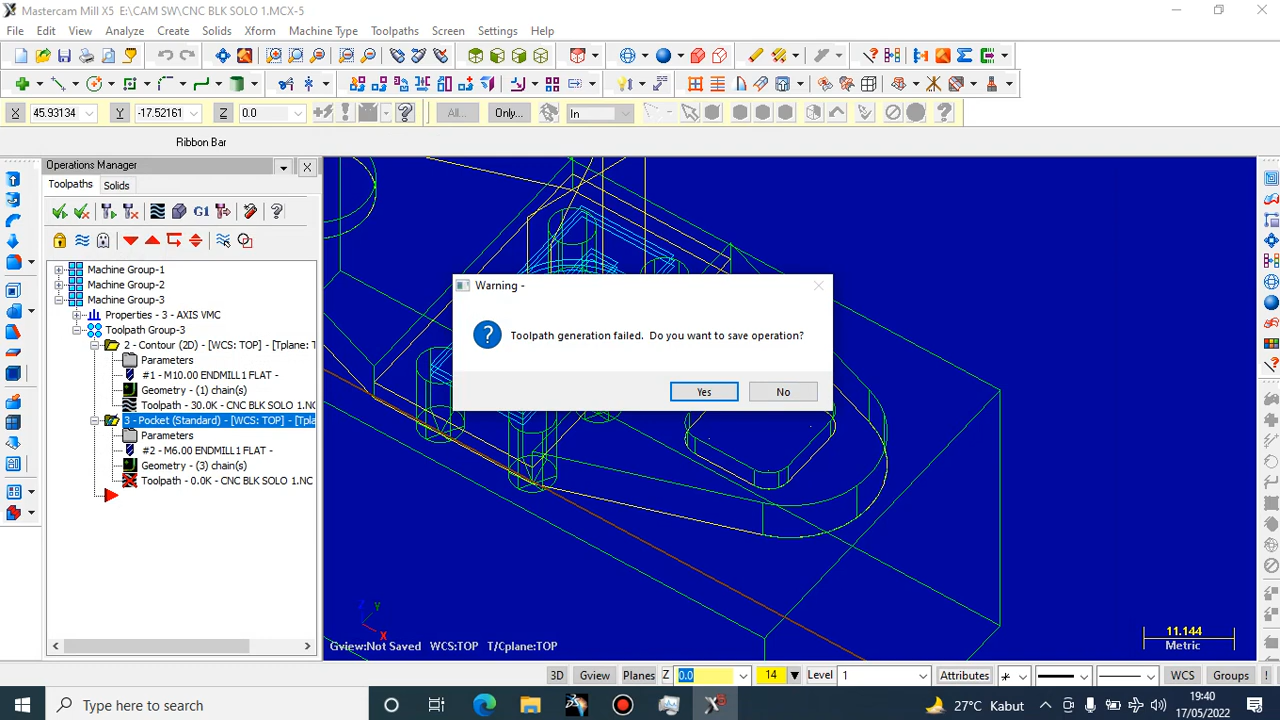 Mastercam Mill X5  E:\CAM SW\CNC BLK SOLO 1.MCX-5
File Edit View Analyze Create Solids Xform Machine Type Toolpaths Screen Settings Help
G1
X 45.93134 Y -17.52161 Z 0.0 All... Only... In
Ribbon Bar
Operations Manager
Toolpaths Solids
Machine Group-1
Machine Group-2
Machine Group-3
Properties - 3 - AXIS VMC
Toolpath Group-3
2 - Contour (2D) - [WCS: TOP] - [Tplane: T
Parameters
#1 - M10.00 ENDMILL1 FLAT -
Geometry - (1) chain(s)
Toolpath - 30.0K - CNC BLK SOLO 1.NC
3 - Pocket (Standard) - [WCS: TOP] - [Tpla
Parameters
#2 - M6.00 ENDMILL1 FLAT -
Geometry - (3) chain(s)
Toolpath - 0.0K - CNC BLK SOLO 1.NC
Warning -
Toolpath generation failed.  Do you want to save operation?
Yes No
Z Y
X
Gview:Not Saved WCS:TOP T/Cplane:TOP
11.144
Metric
3D Gview Planes Z 0.0 14 Level 1 Attributes WCS Groups !
Type here to search
27°C Kabut
19:40
17/05/2022